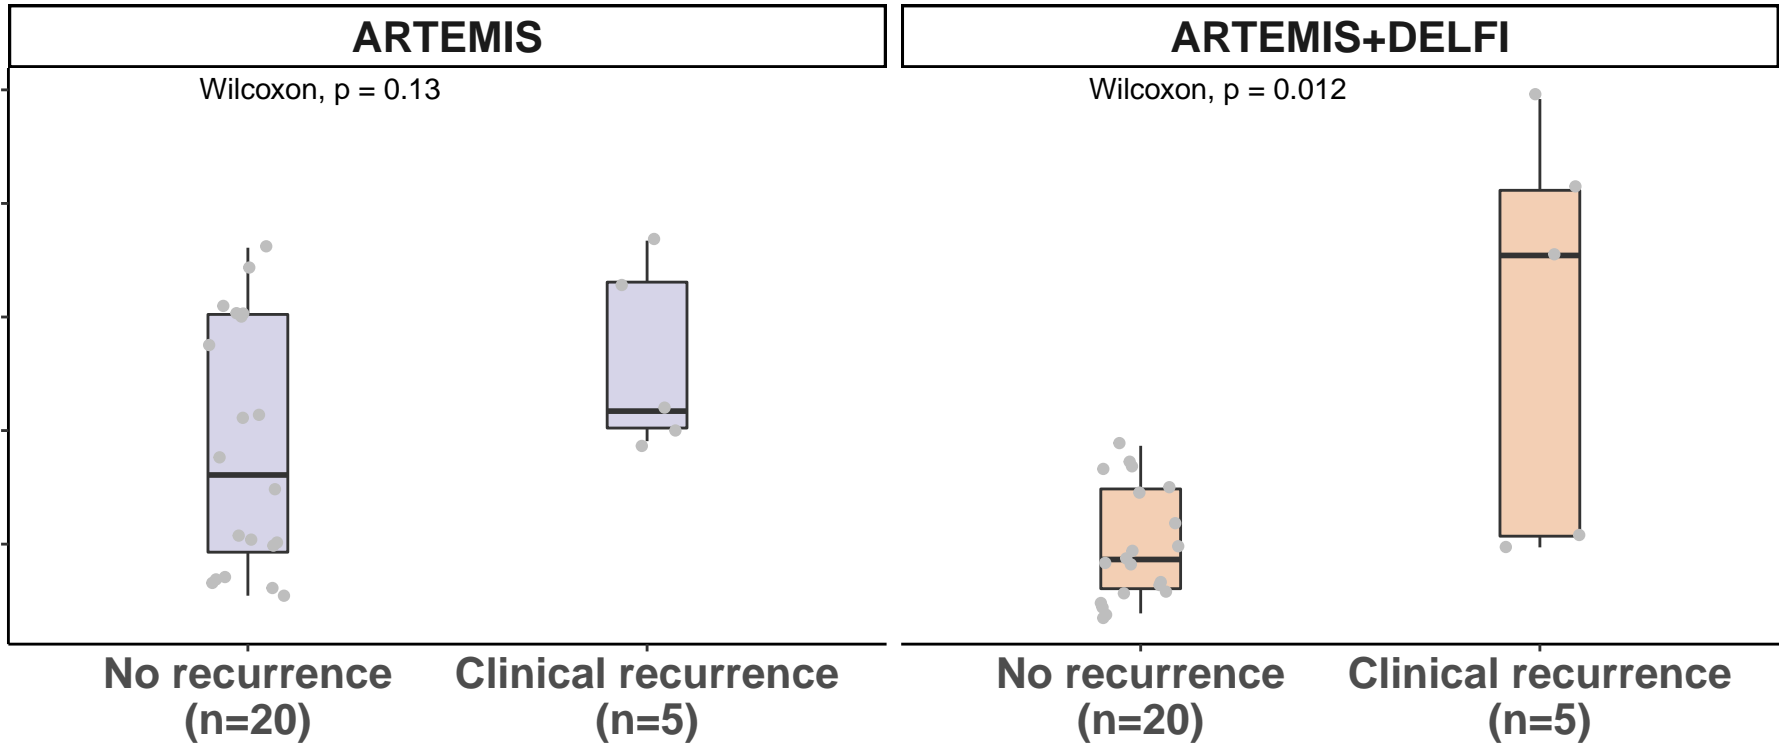 ARTEMIS
ARTEMIS+DELFI
Wilcoxon, p = 0.13
Wilcoxon, p = 0.012
No recurrence
(n=20)
Clinical recurrence
(n=5)
No recurrence
(n=20)
Clinical recurrence
(n=5)